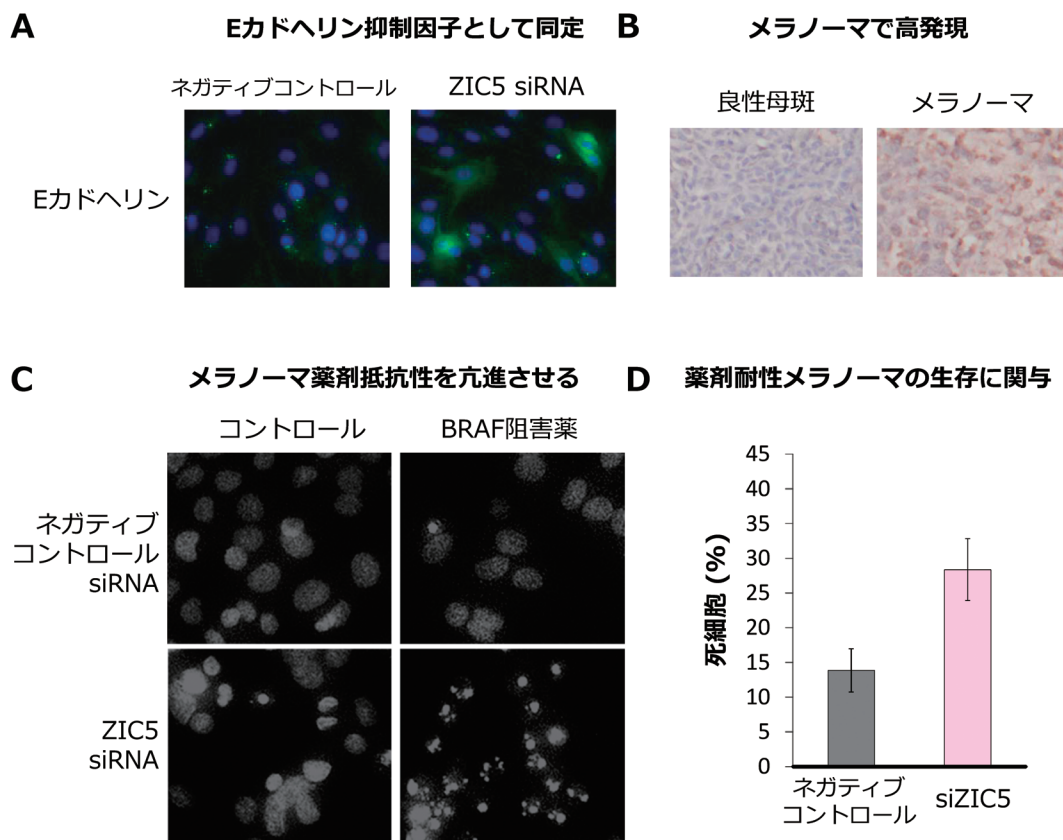 A
Eカドヘリン抑制因子として同定
ネガティブコントロール
ZIC5 siRNA
Eカドヘリン
B
メラノーマで高発現
良性母斑
メラノーマ
C
メラノーマ薬剤抵抗性を亢進させる
コントロール
BRAF阻害薬
ネガティブ
コントロール
siRNA
ZIC5
siRNA
D
薬剤耐性メラノーマの生存に関与
死細胞 (%)
45
40
35
30
25
20
15
10
5
0
ネガティブ
コントロール
siZIC5